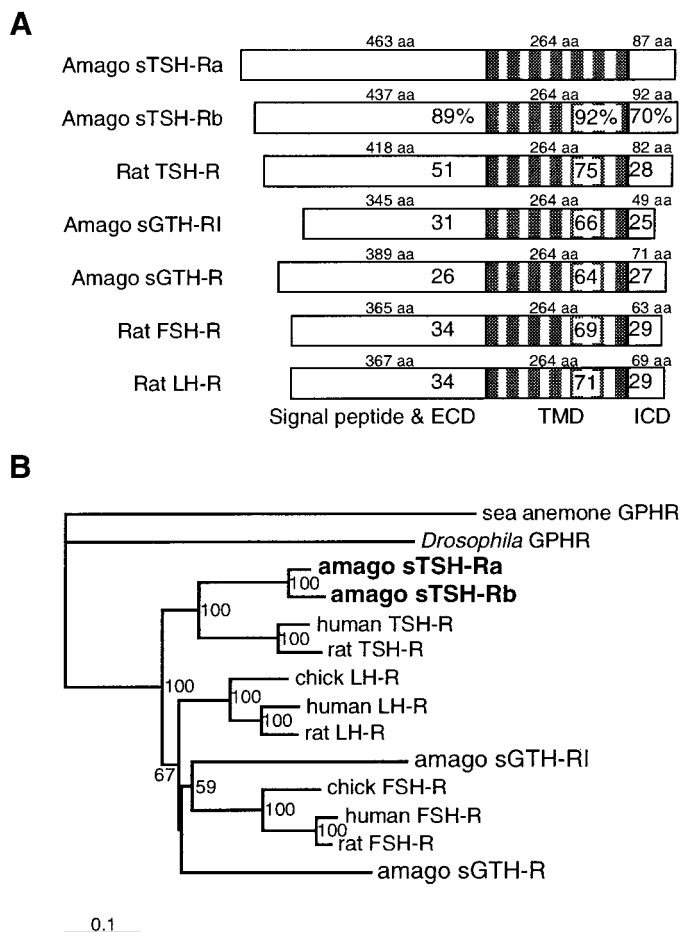 A
463 aa 264 aa 87 aa
Amago sTSH-Ra
437 aa 264 aa 92 aa
Amago sTSH-Rb 89% 92% 70%
418 aa 264 aa 82 aa
Rat TSH-R 51 75 28
345 aa 264 aa 49 aa
Amago sGTH-RI 31 66 25
389 aa 264 aa 71 aa
Amago sGTH-R 26 64 27
365 aa 264 aa 63 aa
Rat FSH-R 34 69 29
367 aa 264 aa 69 aa
Rat LH-R 34 71 29
Signal peptide & ECD TMD ICD
B
sea anemone GPHR
Drosophila GPHR
amago sTSH-Ra
100
amago sTSH-Rb
100
human TSH-R
100
rat TSH-R
chick LH-R
100
100
human LH-R
100
rat LH-R
amago sGTH-RI
67
59
chick FSH-R
100
human FSH-R
100
rat FSH-R
amago sGTH-R
0.1